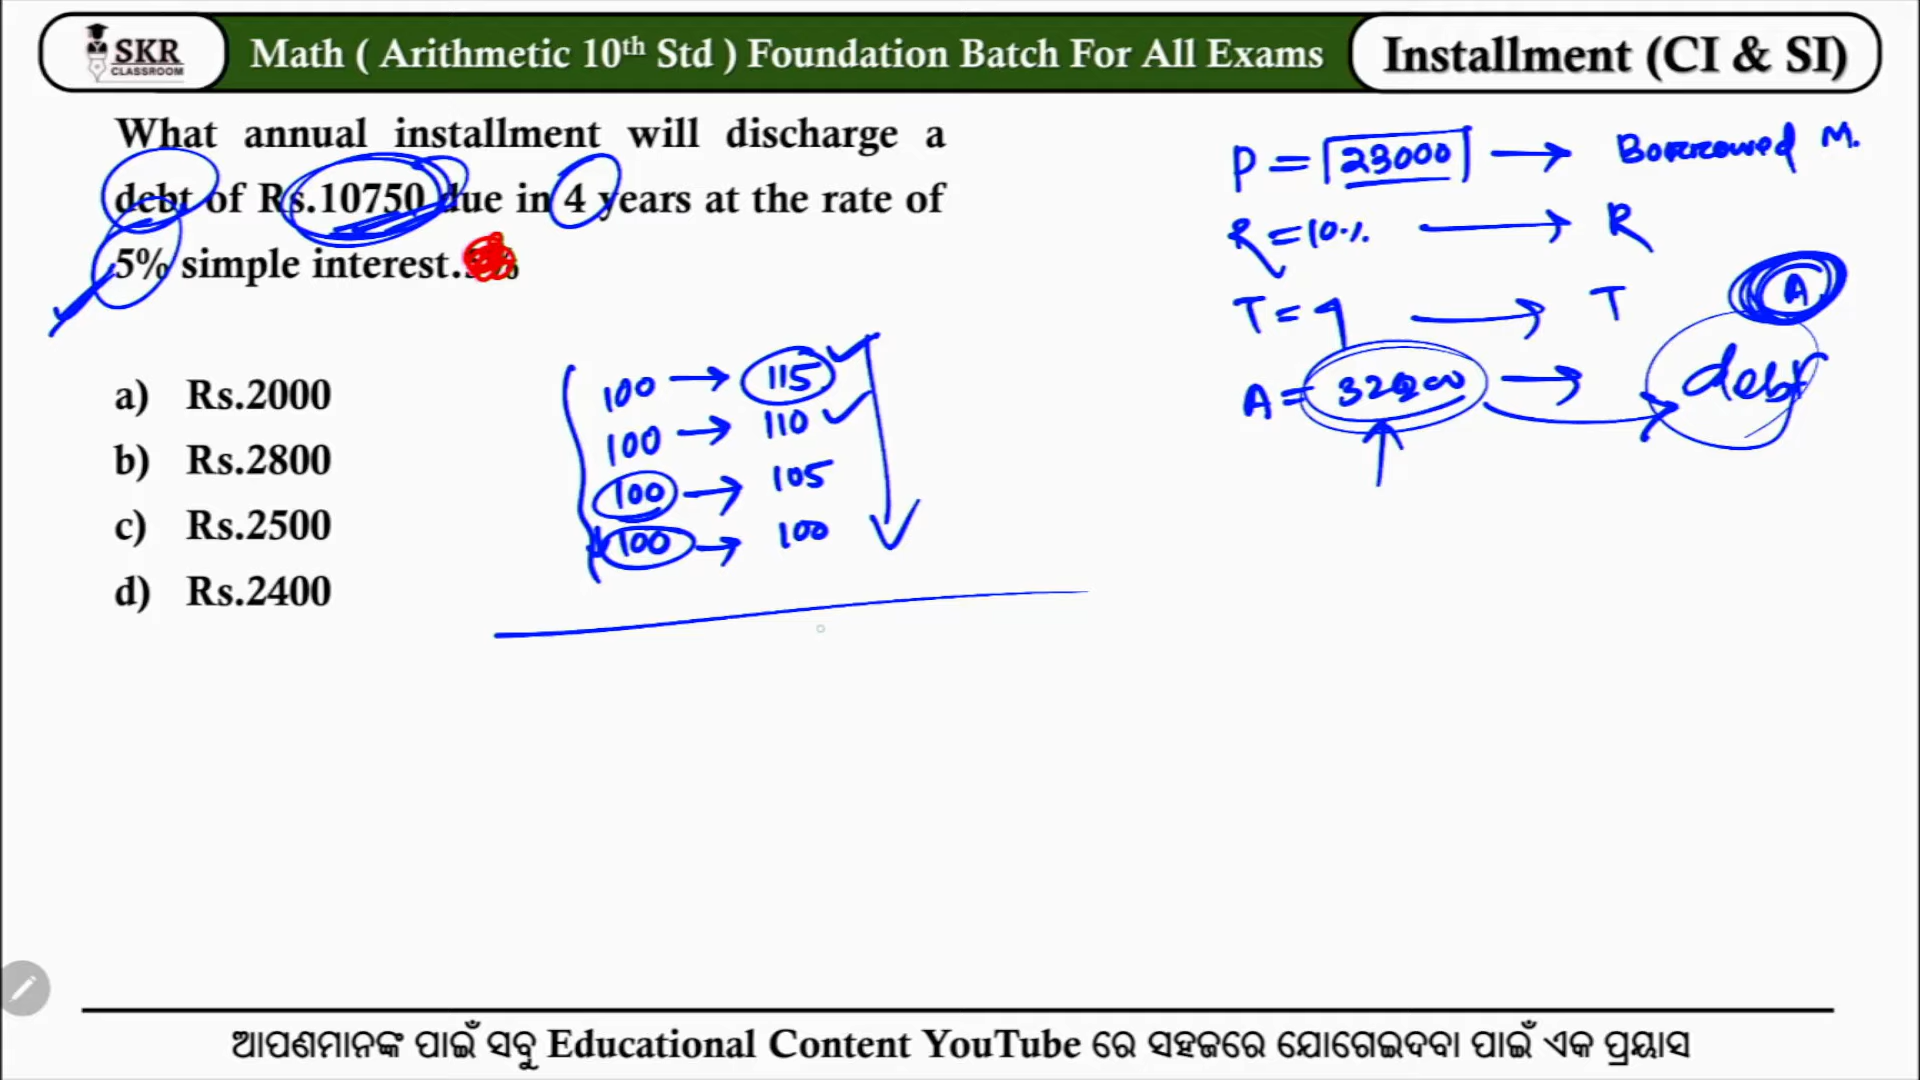 SKR
CLASSROOM
Math ( Arithmetic 10th Std ) Foundation Batch For All Exams
Installment (CI & SI)
What annual installment will discharge a
debt of Rs.10750 due in 4 years at the rate of
5% simple interest.
a) Rs.2000
b) Rs.2800
c) Rs.2500
d) Rs.2400
100 → 115
100 → 110
100 → 105
100 → 100
P = 23000 → Borrowed M.
R = 10% → R
T = 4 → T
A
A = → debt
ଆପଣମାନଙ୍କ ପାଇଁ ସବୁ Educational Content YouTube ରେ ସହଜରେ ଯୋଗେଇଦବା ପାଇଁ ଏକ ପ୍ରୟାସ